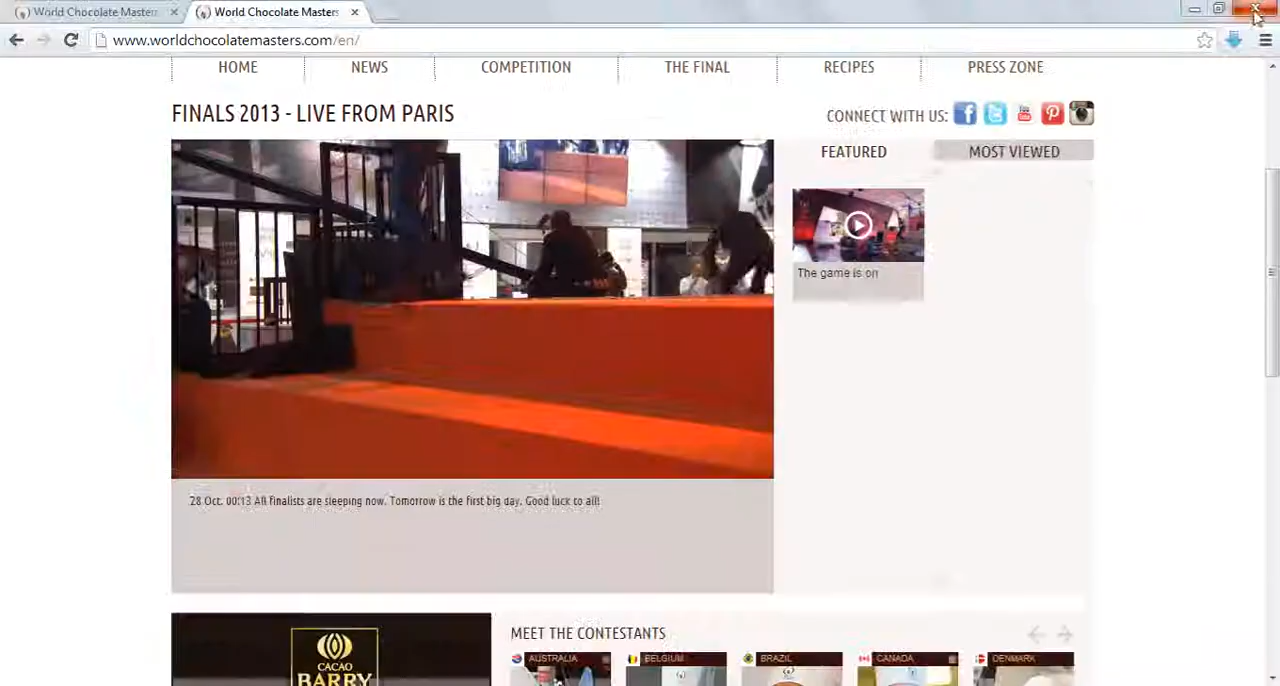 World Chocolate Masters
World Chocolate Masters
www.worldchocolatemasters.com/en/
HOME
NEWS
COMPETITION
THE FINAL
RECIPES
PRESS ZONE
FINALS 2013 - LIVE FROM PARIS
CONNECT WITH US:
You
Tube
FEATURED
MOST VIEWED
The game is on
28 Oct. 00:13 All finalists are sleeping now. Tomorrow is the first big day. Good luck to all!
CACAO
BARRY
MEET THE CONTESTANTS
AUSTRALIA
BELGIUM
BRAZIL
CANADA
DENMARK